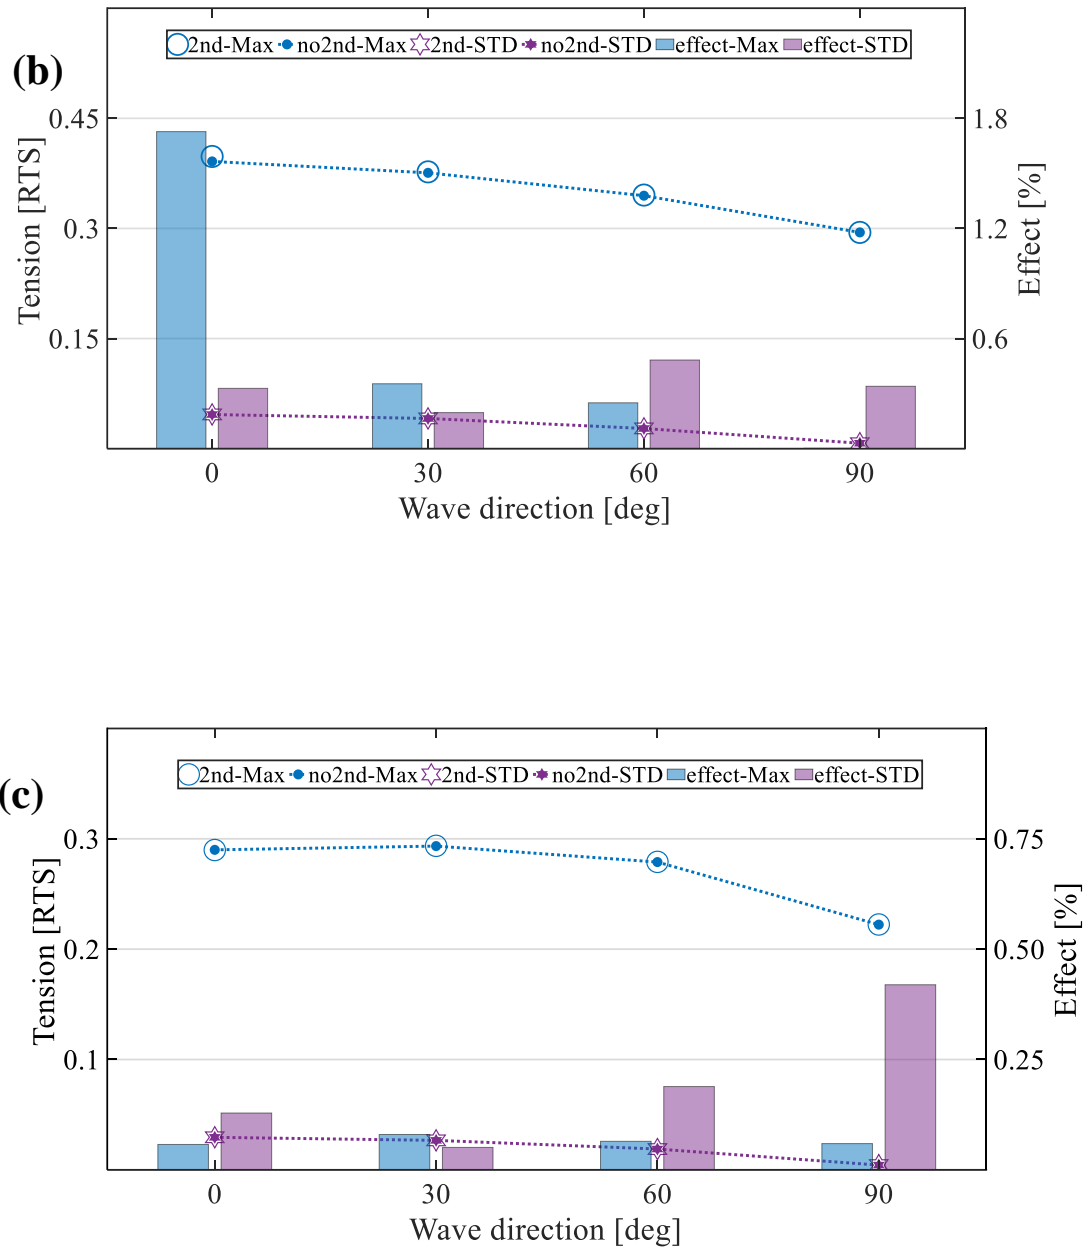 (b)
2nd-Max no2nd-Max 2nd-STD no2nd-STD effect-Max effect-STD
0.45 1.8
0.3 1.2
0.15 0.6
Tension [RTS]
Effect [%]
0 30 60 90
Wave direction [deg]
(c)
2nd-Max no2nd-Max 2nd-STD no2nd-STD effect-Max effect-STD
0.3 0.75
0.2 0.50
0.1 0.25
Tension [RTS]
Effect [%]
0 30 60 90
Wave direction [deg]